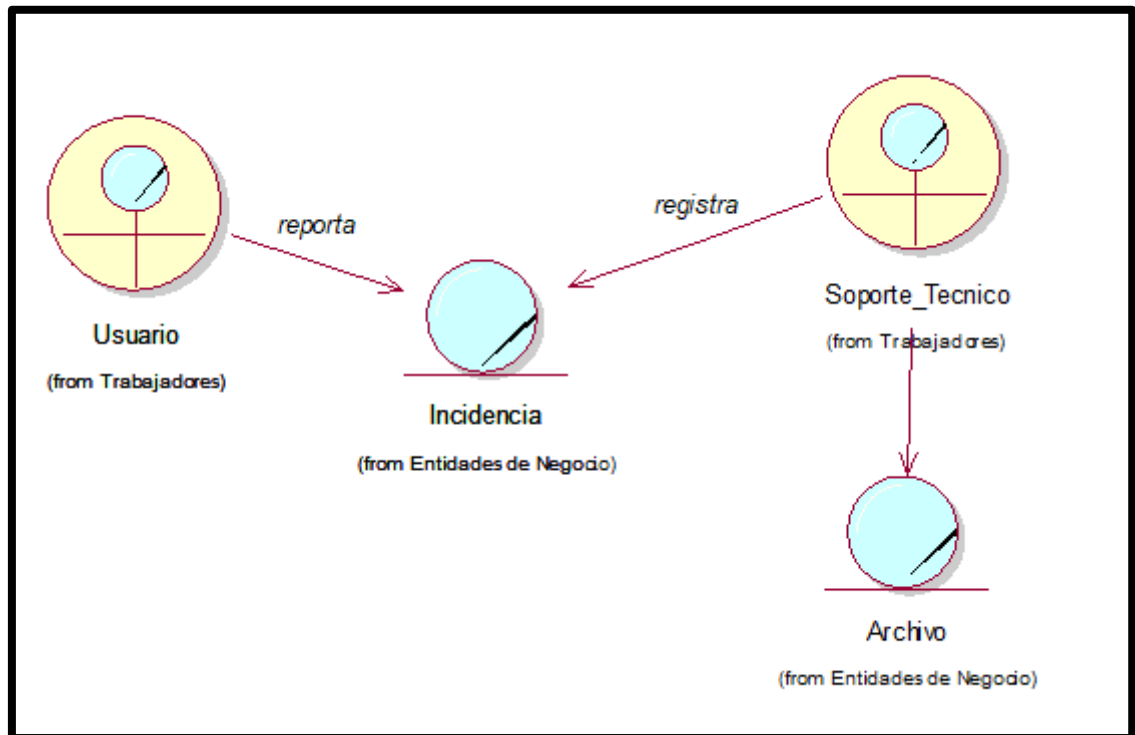 reporta
registra
Usuario
(from Trabajadores)
Soporte_Tecnico
(from Trabajadores)
Incidencia
(from Entidades de Negocio)
Archivo
(from Entidades de Negocio)